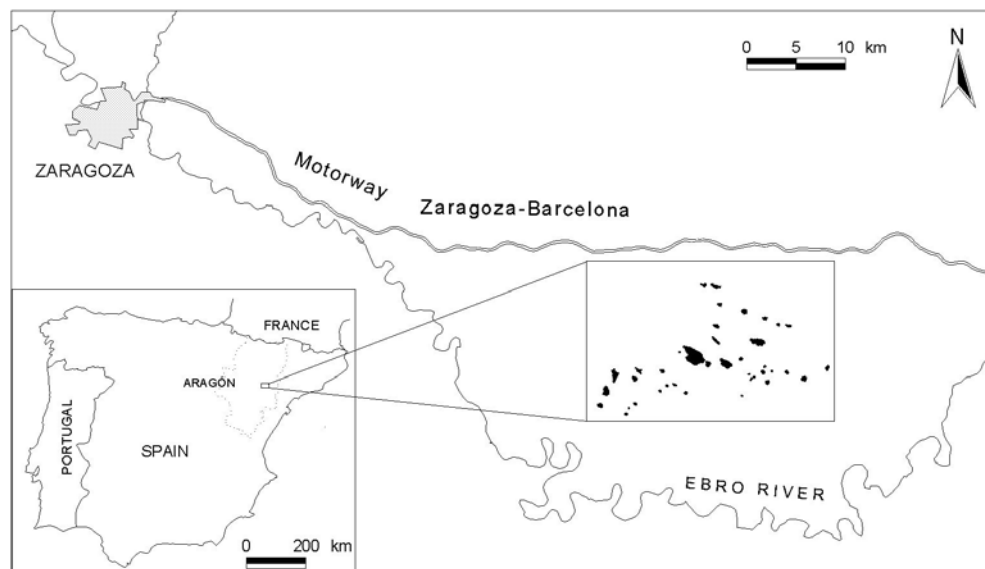 N
0 5 10 km
ZARAGOZA
Motorway
Zaragoza-Barcelona
FRANCE
ARAGÓN
PORTUGAL
SPAIN
EBRO RIVER
0 200 km